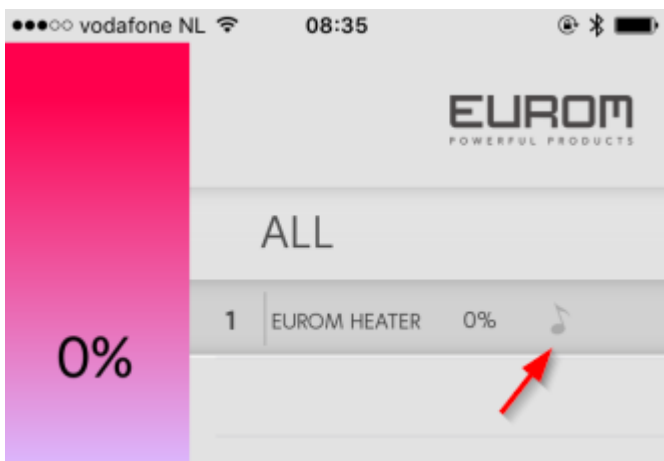 vodafone NL 08:35
EUROM
POWERFUL PRODUCTS
ALL
1 EUROM HEATER 0%
0%